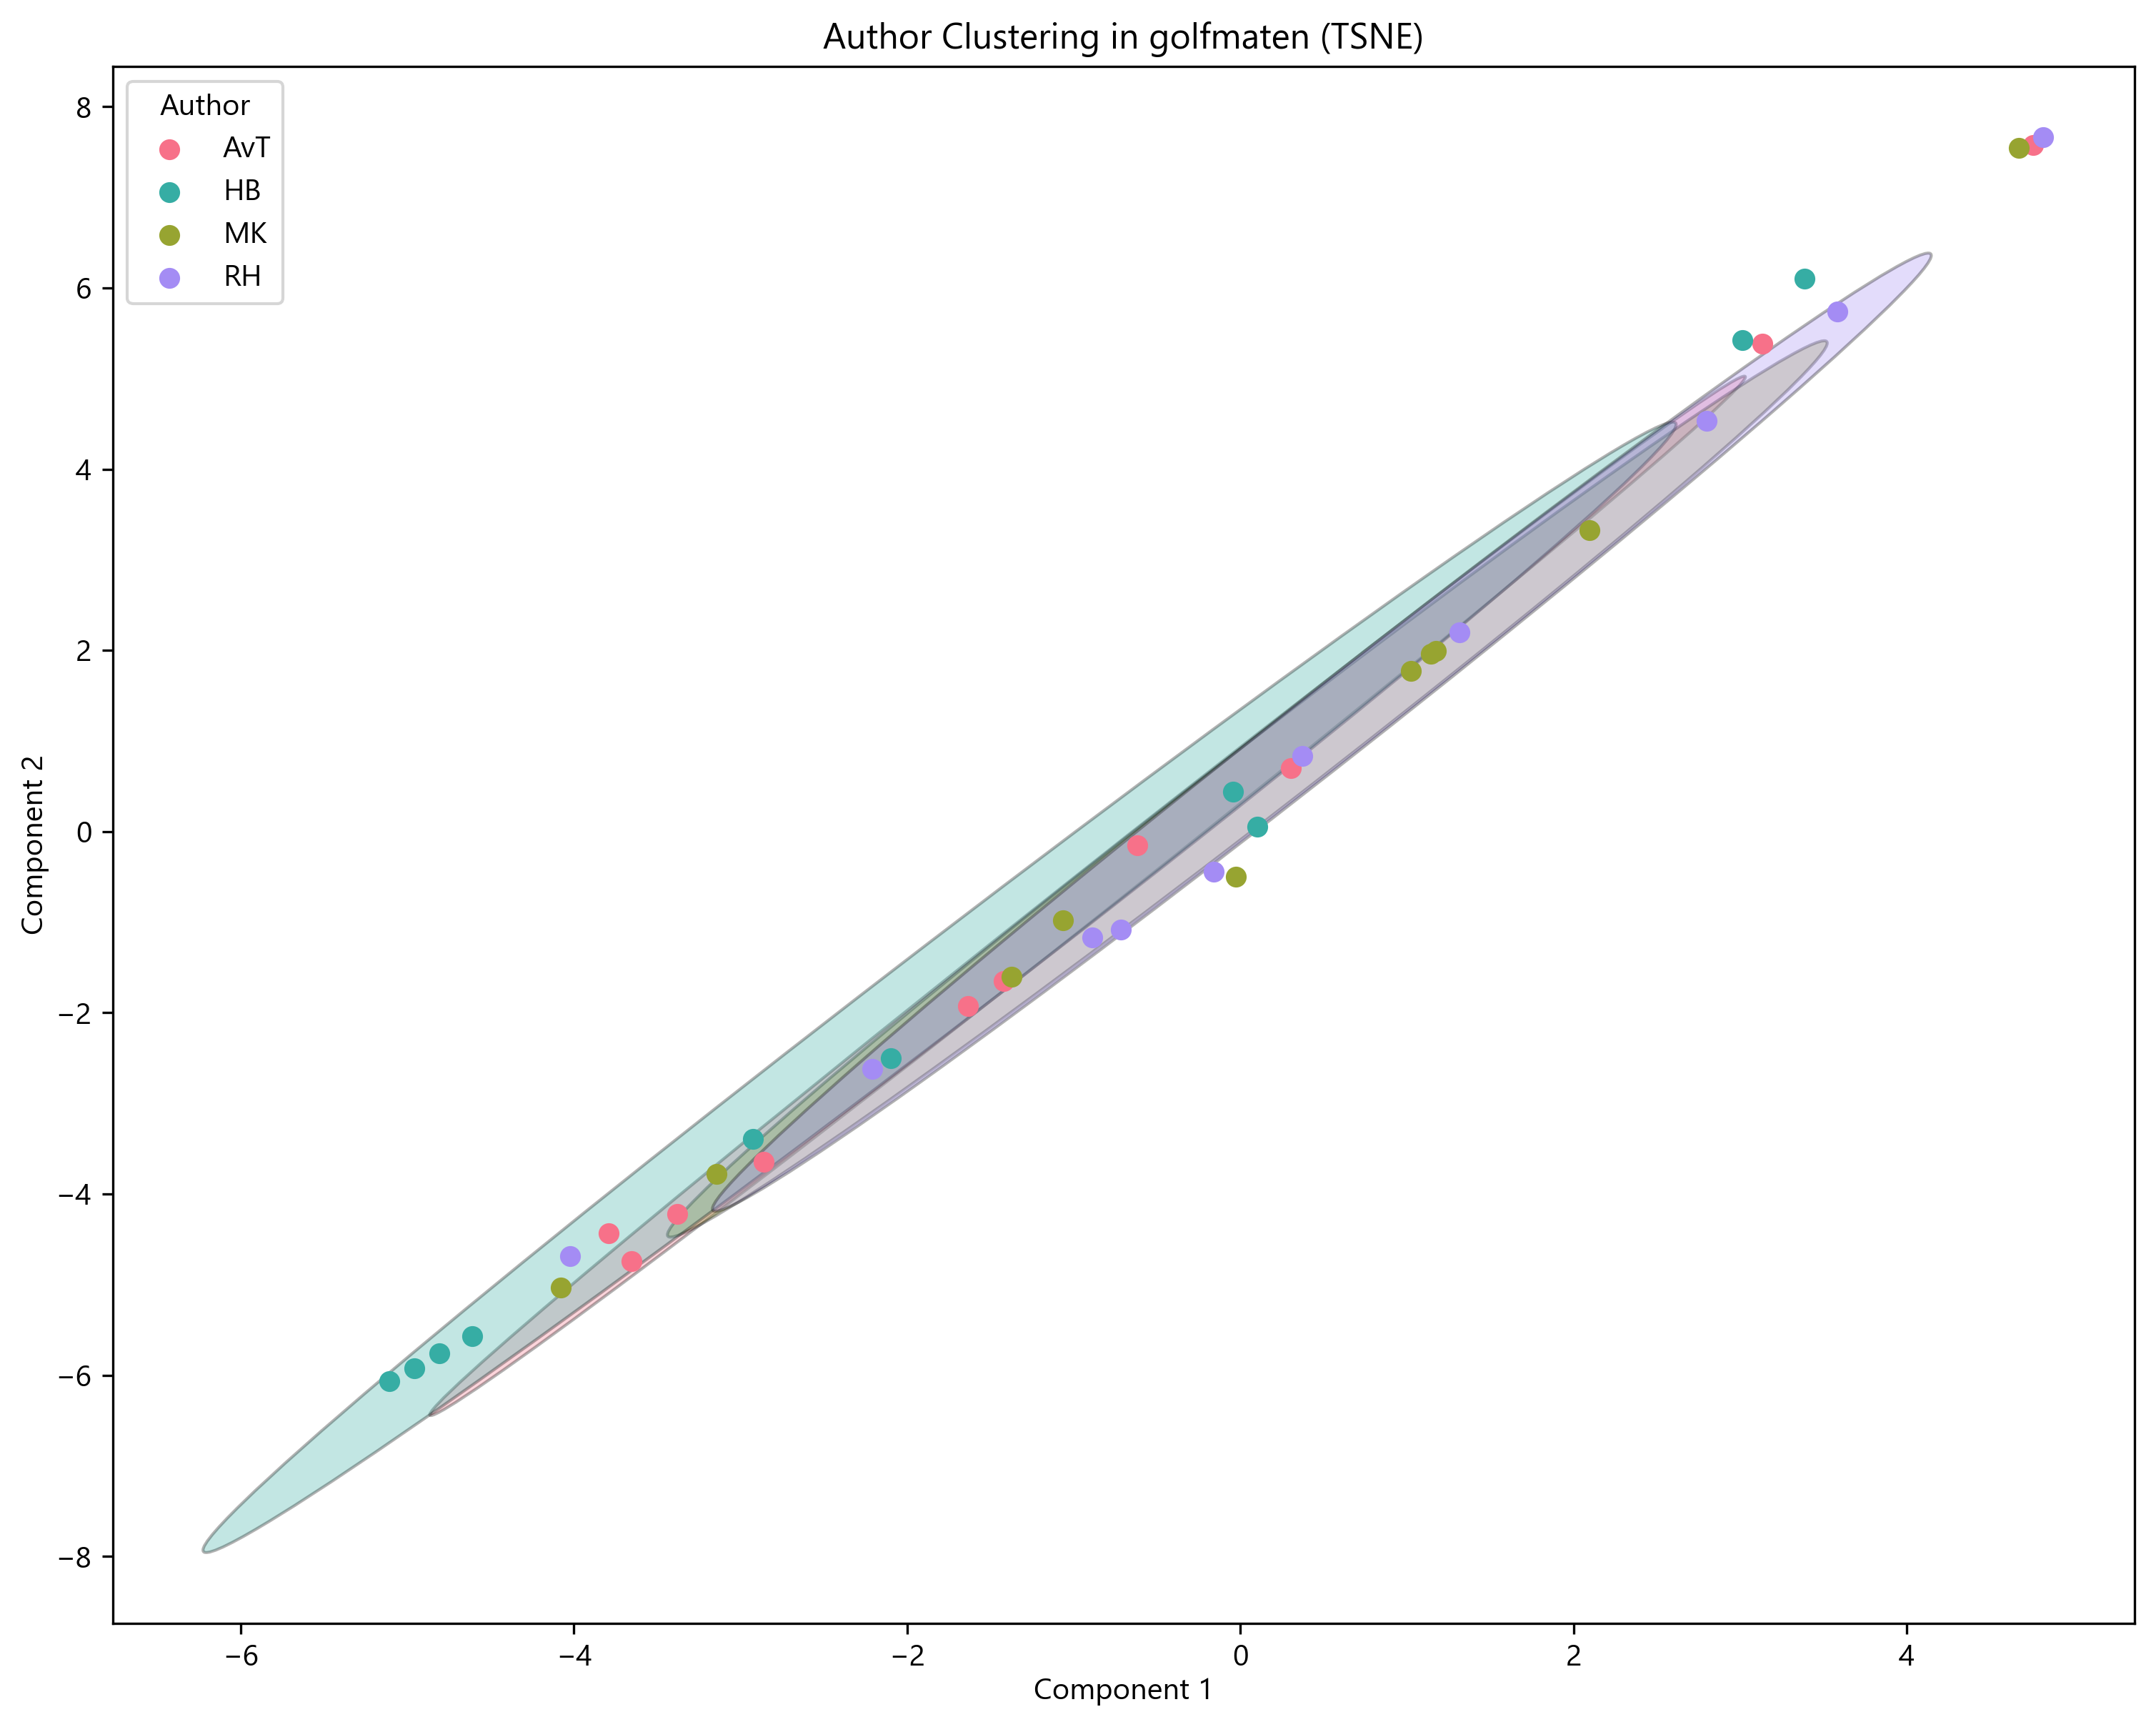 Author Clustering in golfmaten (TSNE)
Author
AvT
HB
MK
RH
8
6
4
2
0
−2
−4
−6
−8
Component 2
−6 −4 −2 0 2 4
Component 1